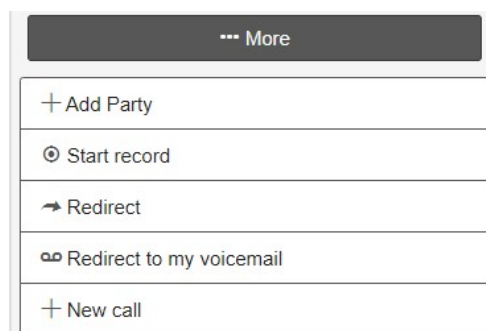 More
Add Party
Start record
Redirect
Redirect to my voicemail
New call